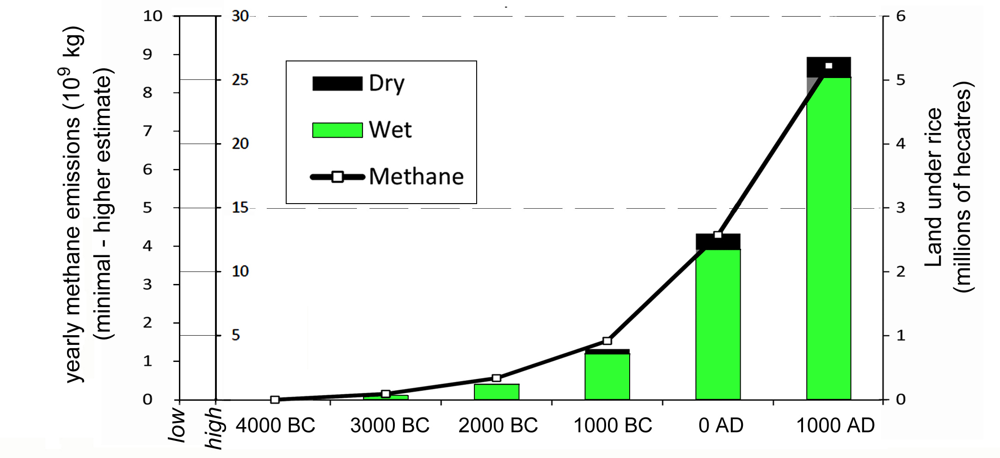 yearly methane emissions (10⁹ kg)
(minimal - higher estimate)
10
9
8
7
6
5
4
3
2
1
0
low
30
25
20
15
10
5
high
Dry
Wet
Methane
4000 BC
3000 BC
2000 BC
1000 BC
0 AD
1000 AD
6
5
4
3
2
1
0
Land under rice
(millions of hecatres)